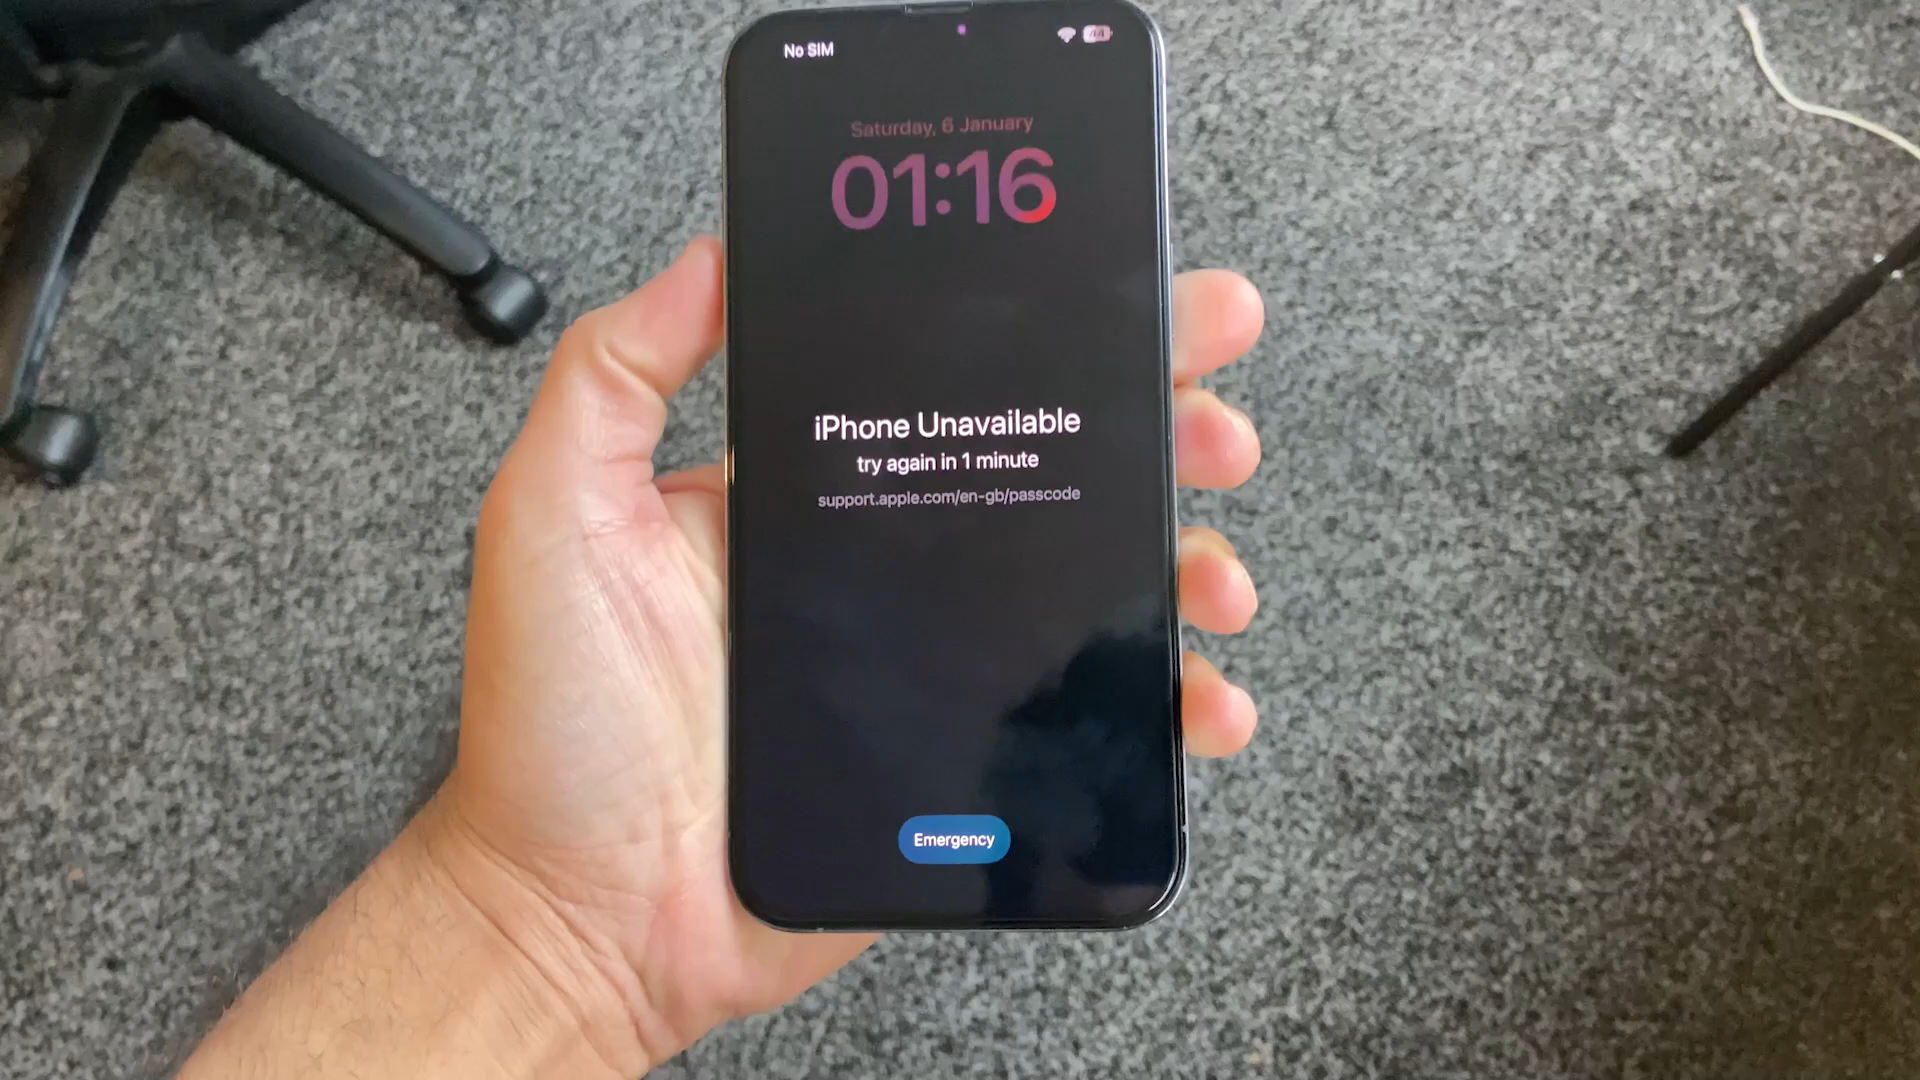 No SIM
44
Saturday, 6 January
01:16
iPhone Unavailable
try again in 1 minute
support.apple.com/en-gb/passcode
Emergency